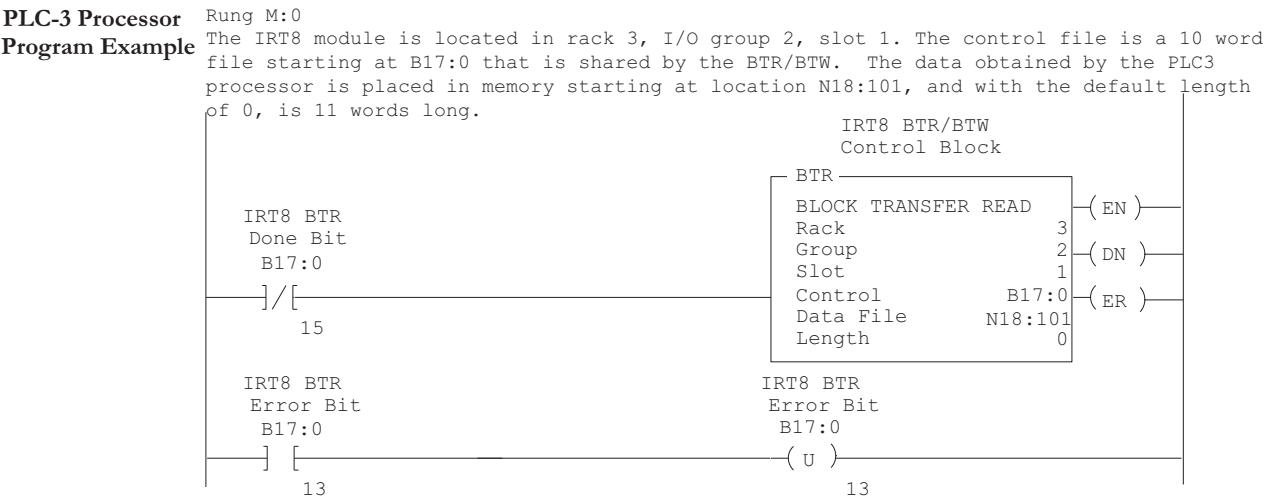 PLC-3 Processor
Program Example
Rung M:0
The IRT8 module is located in rack 3, I/O group 2, slot 1. The control file is a 10 word
file starting at B17:0 that is shared by the BTR/BTW.  The data obtained by the PLC3
processor is placed in memory starting at location N18:101, and with the default length
of 0, is 11 words long.
IRT8 BTR/BTW
Control Block
BTR
IRT8 BTR
Done Bit
B17:0
]/[
15
BLOCK TRANSFER READ
Rack 3
Group 2
Slot 1
Control B17:0
Data File N18:101
Length 0
( EN )
( DN )
( ER )
IRT8 BTR
Error Bit
B17:0
] [
13
IRT8 BTR
Error Bit
B17:0
( U )
13